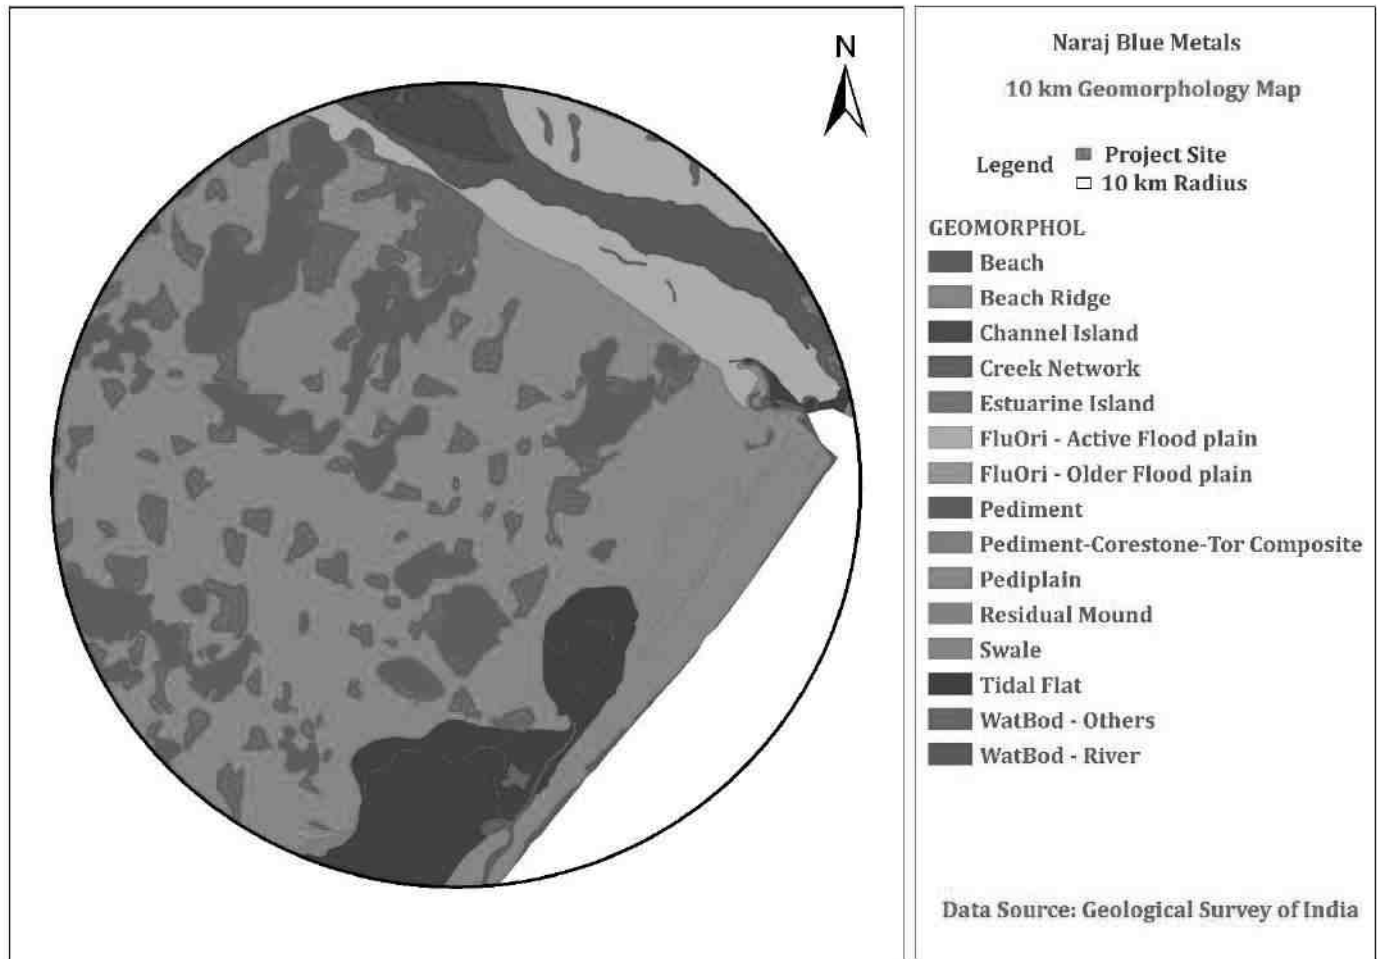 N
Naraj Blue Metals
10 km Geomorphology Map
Legend
Project Site
10 km Radius
GEOMORPHOL
Beach
Beach Ridge
Channel Island
Creek Network
Estuarine Island
FluOri - Active Flood plain
FluOri - Older Flood plain
Pediment
Pediment-Corestone-Tor Composite
Pediplain
Residual Mound
Swale
Tidal Flat
WatBod - Others
WatBod - River
Data Source: Geological Survey of India